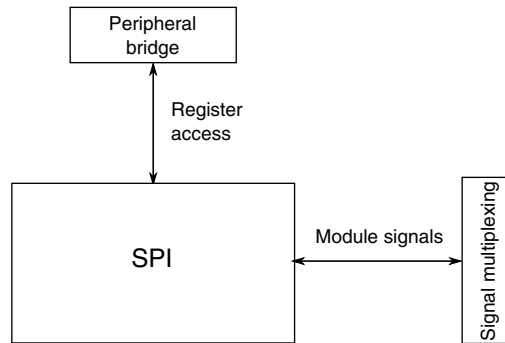 Peripheral
bridge
Register
access
SPI
Module signals
Signal multiplexing